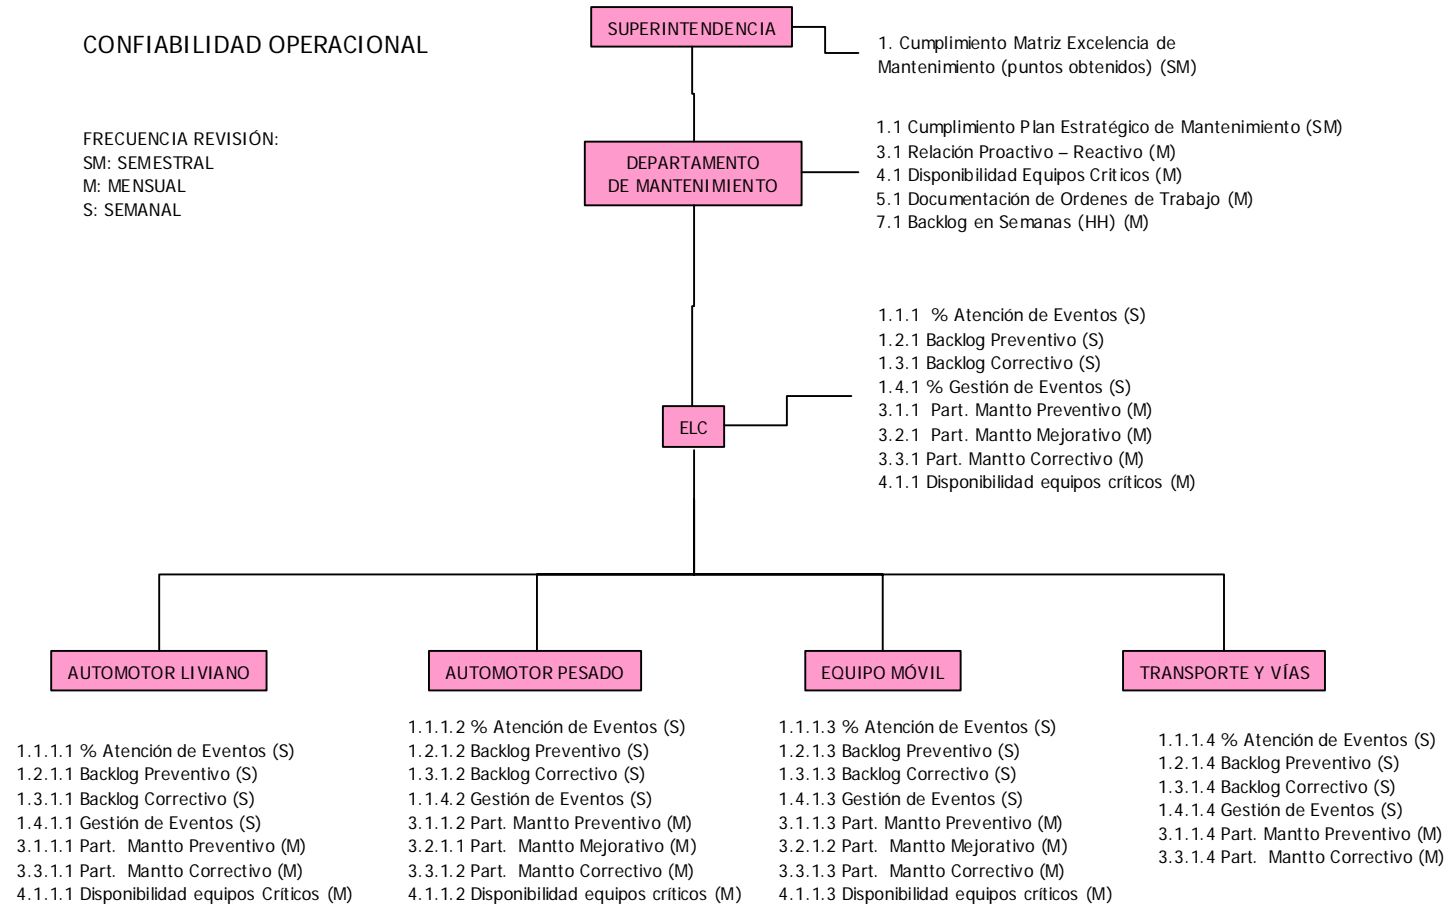 SUPERINTENDENCIA
CONFIABILIDAD OPERACIONAL
1. Cumplimiento Matriz Excelencia de
Mantenimiento (puntos obtenidos) (SM)
FRECUENCIA REVISIÓN:
SM: SEMESTRAL
M: MENSUAL
S: SEMANAL
DEPARTAMENTO
DE MANTENIMIENTO
1.1 Cumplimiento Plan Estratégico de Mantenimiento (SM)
3.1 Relación Proactivo – Reactivo (M)
4.1 Disponibilidad Equipos Criticos (M)
5.1 Documentación de Ordenes de Trabajo (M)
7.1 Backlog en Semanas (HH) (M)
ELC
1.1.1 % Atención de Eventos (S)
1.2.1 Backlog Preventivo (S)
1.3.1 Backlog Correctivo (S)
1.4.1 % Gestión de Eventos (S)
3.1.1 Part. Mantto Preventivo (M)
3.2.1 Part. Mantto Mejorativo (M)
3.3.1 Part. Mantto Correctivo (M)
4.1.1 Disponibilidad equipos críticos (M)
AUTOMOTOR LIVIANO
1.1.1.1 % Atención de Eventos (S)
1.2.1.1 Backlog Preventivo (S)
1.3.1.1 Backlog Correctivo (S)
1.4.1.1 Gestión de Eventos (S)
3.1.1.1 Part. Mantto Preventivo (M)
3.3.1.1 Part. Mantto Correctivo (M)
4.1.1.1 Disponibilidad equipos Críticos (M)
AUTOMOTOR PESADO
1.1.1.2 % Atención de Eventos (S)
1.2.1.2 Backlog Preventivo (S)
1.3.1.2 Backlog Correctivo (S)
1.1.4.2 Gestión de Eventos (S)
3.1.1.2 Part. Mantto Preventivo (M)
3.2.1.1 Part. Mantto Mejorativo (M)
3.3.1.2 Part. Mantto Correctivo (M)
4.1.1.2 Disponibilidad equipos críticos (M)
EQUIPO MÓVIL
1.1.1.3 % Atención de Eventos (S)
1.2.1.3 Backlog Preventivo (S)
1.3.1.3 Backlog Correctivo (S)
1.4.1.3 Gestión de Eventos (S)
3.1.1.3 Part. Mantto Preventivo (M)
3.2.1.2 Part. Mantto Mejorativo (M)
3.3.1.3 Part. Mantto Correctivo (M)
4.1.1.3 Disponibilidad equipos críticos (M)
TRANSPORTE Y VÍAS
1.1.1.4 % Atención de Eventos (S)
1.2.1.4 Backlog Preventivo (S)
1.3.1.4 Backlog Correctivo (S)
1.4.1.4 Gestión de Eventos (S)
3.1.1.4 Part. Mantto Preventivo (M)
3.3.1.4 Part. Mantto Correctivo (M)